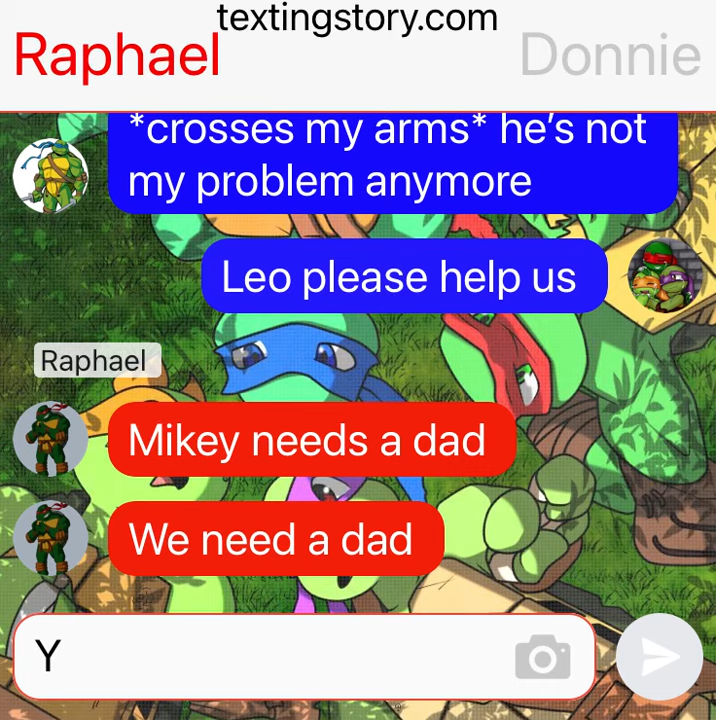 textingstory.com
Raphael
Donnie
*crosses my arms* he's not
my problem anymore
Leo please help us
Raphael
Mikey needs a dad
We need a dad
Y